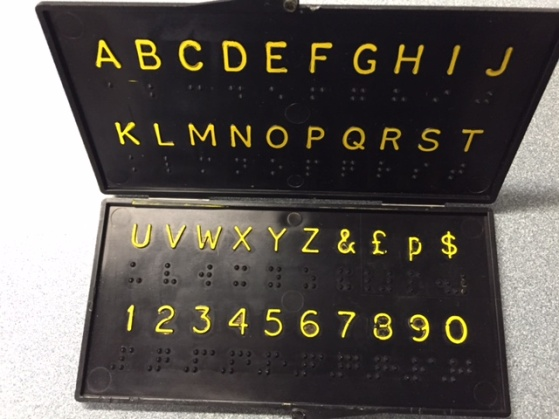 A B C D E F G H I J
K L M N O P Q R S T
U V W X Y Z & £ p $
1 2 3 4 5 6 7 8 9 0